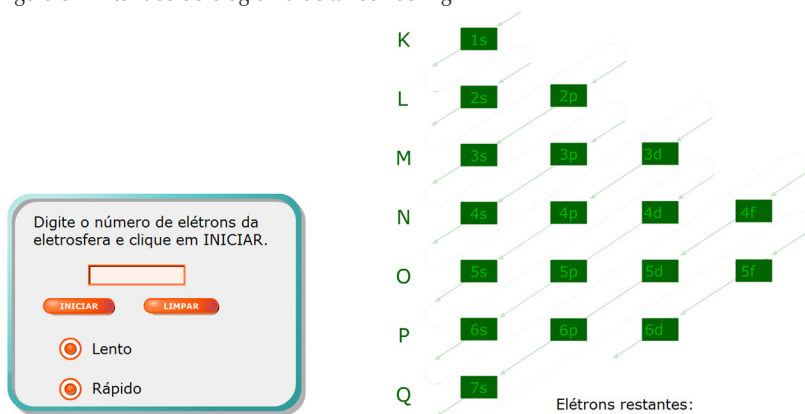 K 1s
L 2s 2p
M 3s 3p 3d
N 4s 4p 4d 4f
O 5s 5p 5d 5f
P 6s 6p 6d
Q 7s
Digite o número de elétrons da
eletrosfera e clique em INICIAR.
INICIAR LIMPAR
Lento
Rápido
Elétrons restantes: